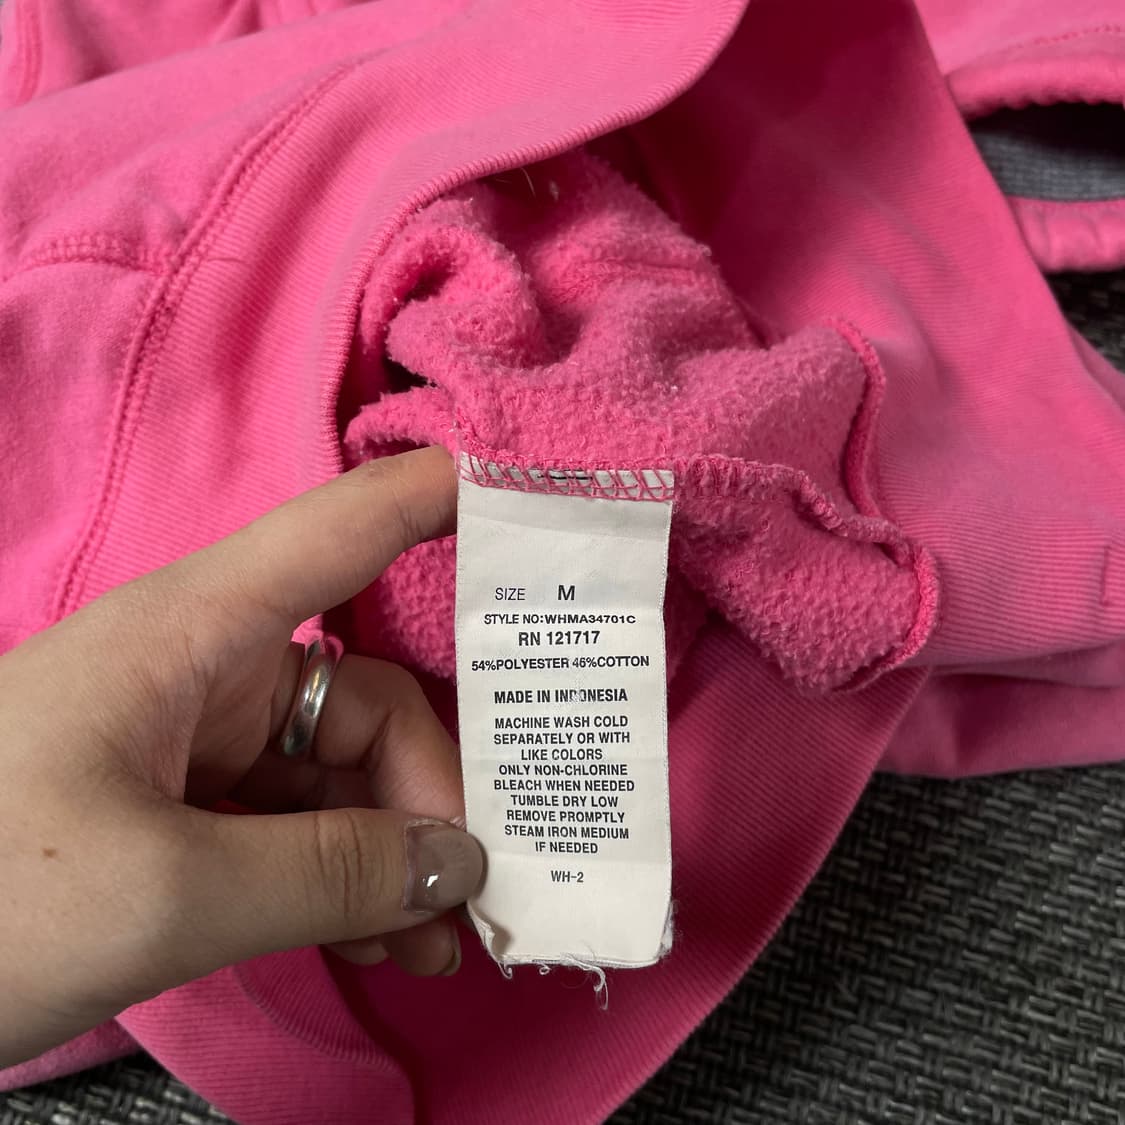 SIZE M
STYLE NO:WHMA34701C
RN 121717
54%POLYESTER 46%COTTON
MADE IN INDONESIA
MACHINE WASH COLD
SEPARATELY OR WITH
LIKE COLORS
ONLY NON-CHLORINE
BLEACH WHEN NEEDED
TUMBLE DRY LOW
REMOVE PROMPTLY
STEAM IRON MEDIUM
IF NEEDED
WH-2